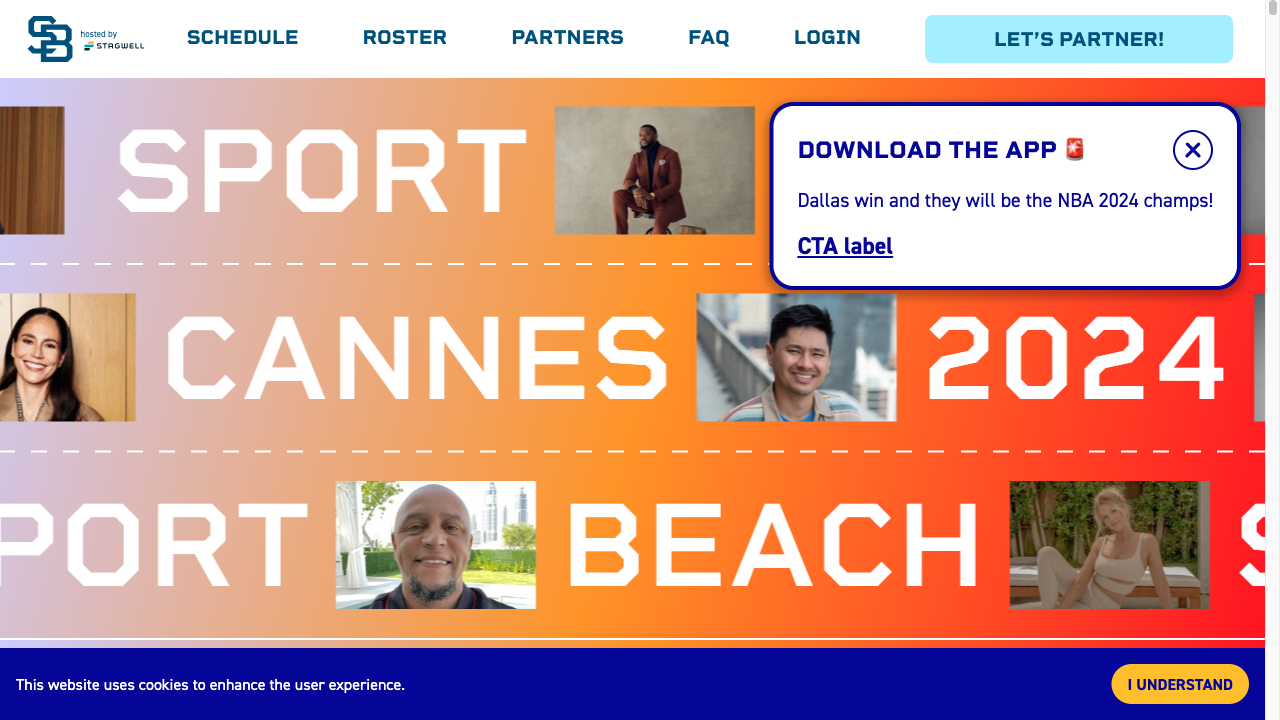 SB
hosted by
STAGWELL
SCHEDULE
ROSTER
PARTNERS
FAQ
LOGIN
LET’S PARTNER!
DOWNLOAD THE APP 🚨
Dallas win and they will be the NBA 2024 champs!
CTA label
SPORT
CANNES 2024
PORT BEACH S
This website uses cookies to enhance the user experience.
I UNDERSTAND